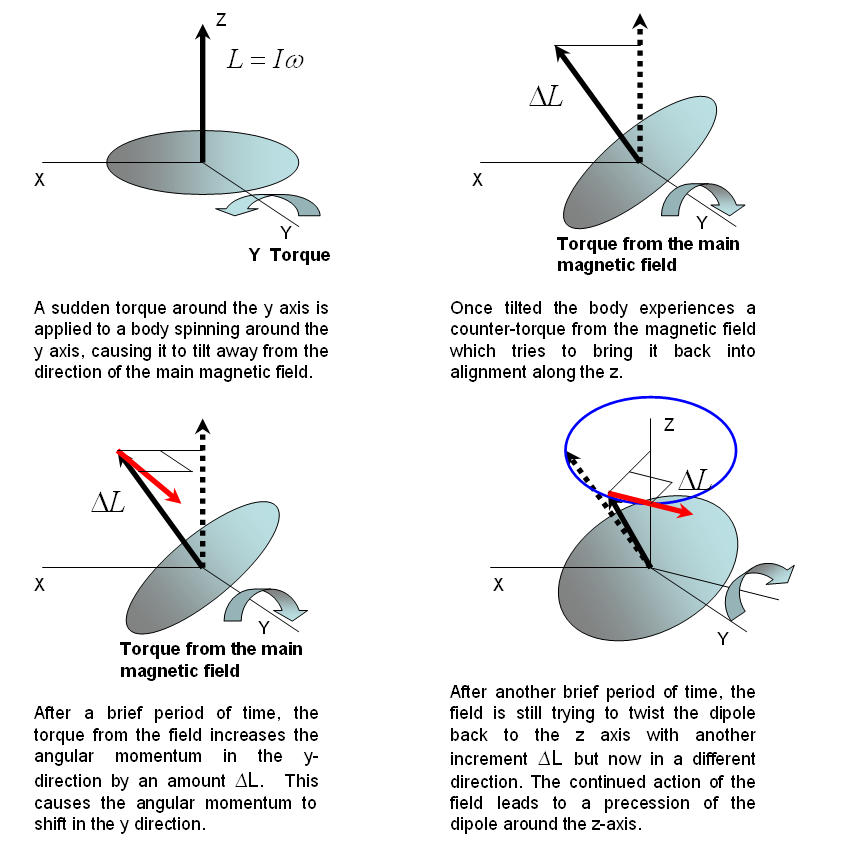 Z
L = Iω
X
Y
Y Torque
A sudden torque around the y axis is
applied to a body spinning around the
y axis, causing it to tilt away from the
direction of the main magnetic field.
ΔL
X
Y
Torque from the main
magnetic field
Once tilted the body experiences a
counter-torque from the magnetic field
which tries to bring it back into
alignment along the z.
ΔL
X
Y
Torque from the main
magnetic field
After a brief period of time, the
torque from the field increases the
angular momentum in the y-
direction by an amount ΔL. This
causes the angular momentum to
shift in the y direction.
Z
ΔL
X
Y
After another brief period of time, the
field is still trying to twist the dipole
back to the z axis with another
increment ΔL but now in a different
direction. The continued action of the
field leads to a precession of the
dipole around the z-axis.